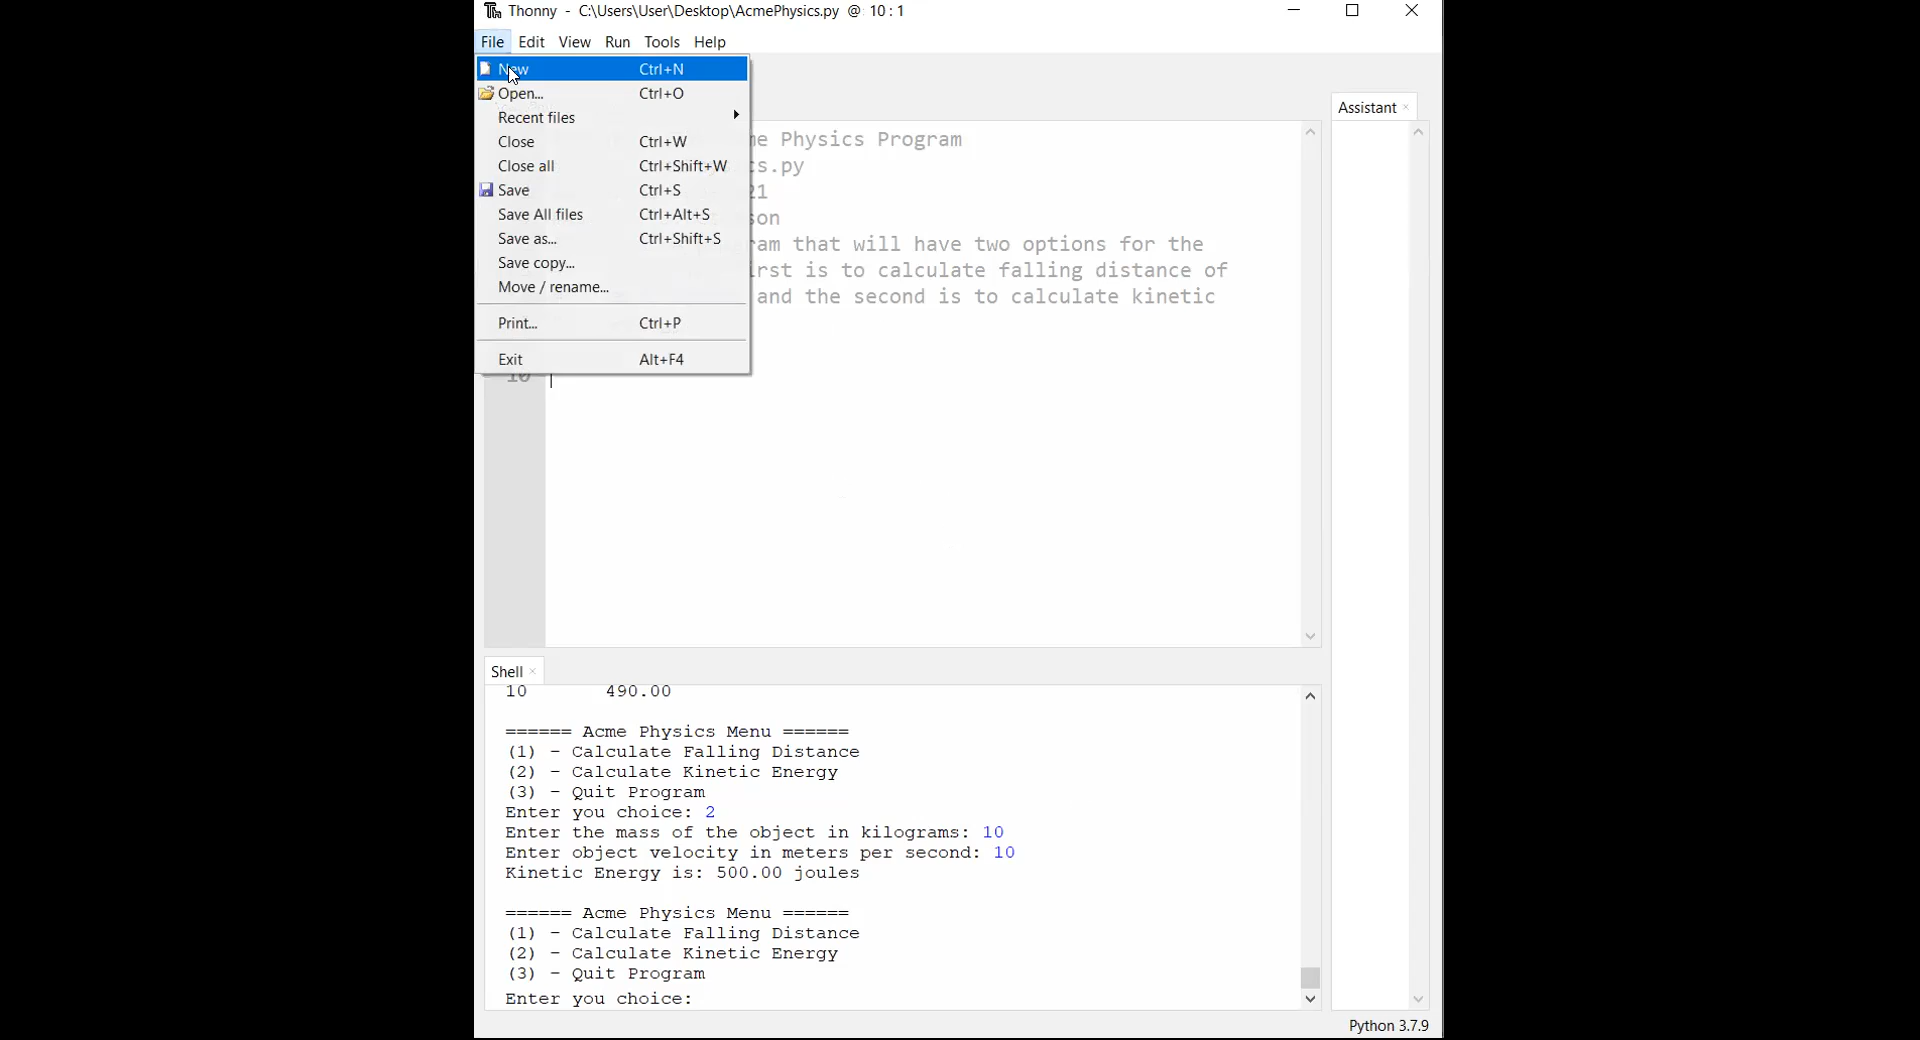 Thonny - C:\Users\User\Desktop\AcmePhysics.py @ 10 : 1
File Edit View Run Tools Help
New Ctrl+N
Open... Ctrl+O
Recent files
Close Ctrl+W
Close all Ctrl+Shift+W
Save Ctrl+S
Save All files Ctrl+Alt+S
Save as... Ctrl+Shift+S
Save copy...
Move / rename...
Print... Ctrl+P
Exit Alt+F4
Assistant
me Physics Program
cs.py
21
son
ram that will have two options for the
irst is to calculate falling distance of
and the second is to calculate kinetic
10
Shell
10 490.00
====== Acme Physics Menu ======
(1) - Calculate Falling Distance
(2) - Calculate Kinetic Energy
(3) - Quit Program
Enter you choice: 2
Enter the mass of the object in kilograms: 10
Enter object velocity in meters per second: 10
Kinetic Energy is: 500.00 joules
====== Acme Physics Menu ======
(1) - Calculate Falling Distance
(2) - Calculate Kinetic Energy
(3) - Quit Program
Enter you choice:
Python 3.7.9